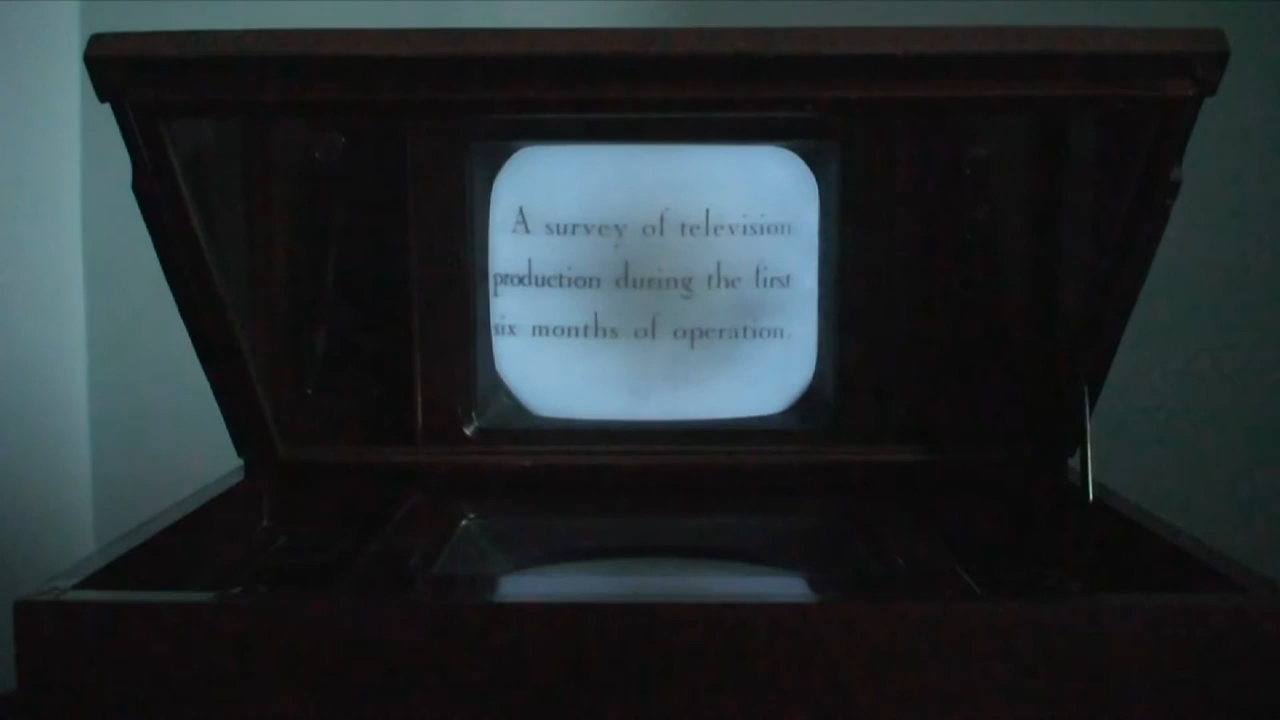 A survey of television
production during the first
six months of operation.